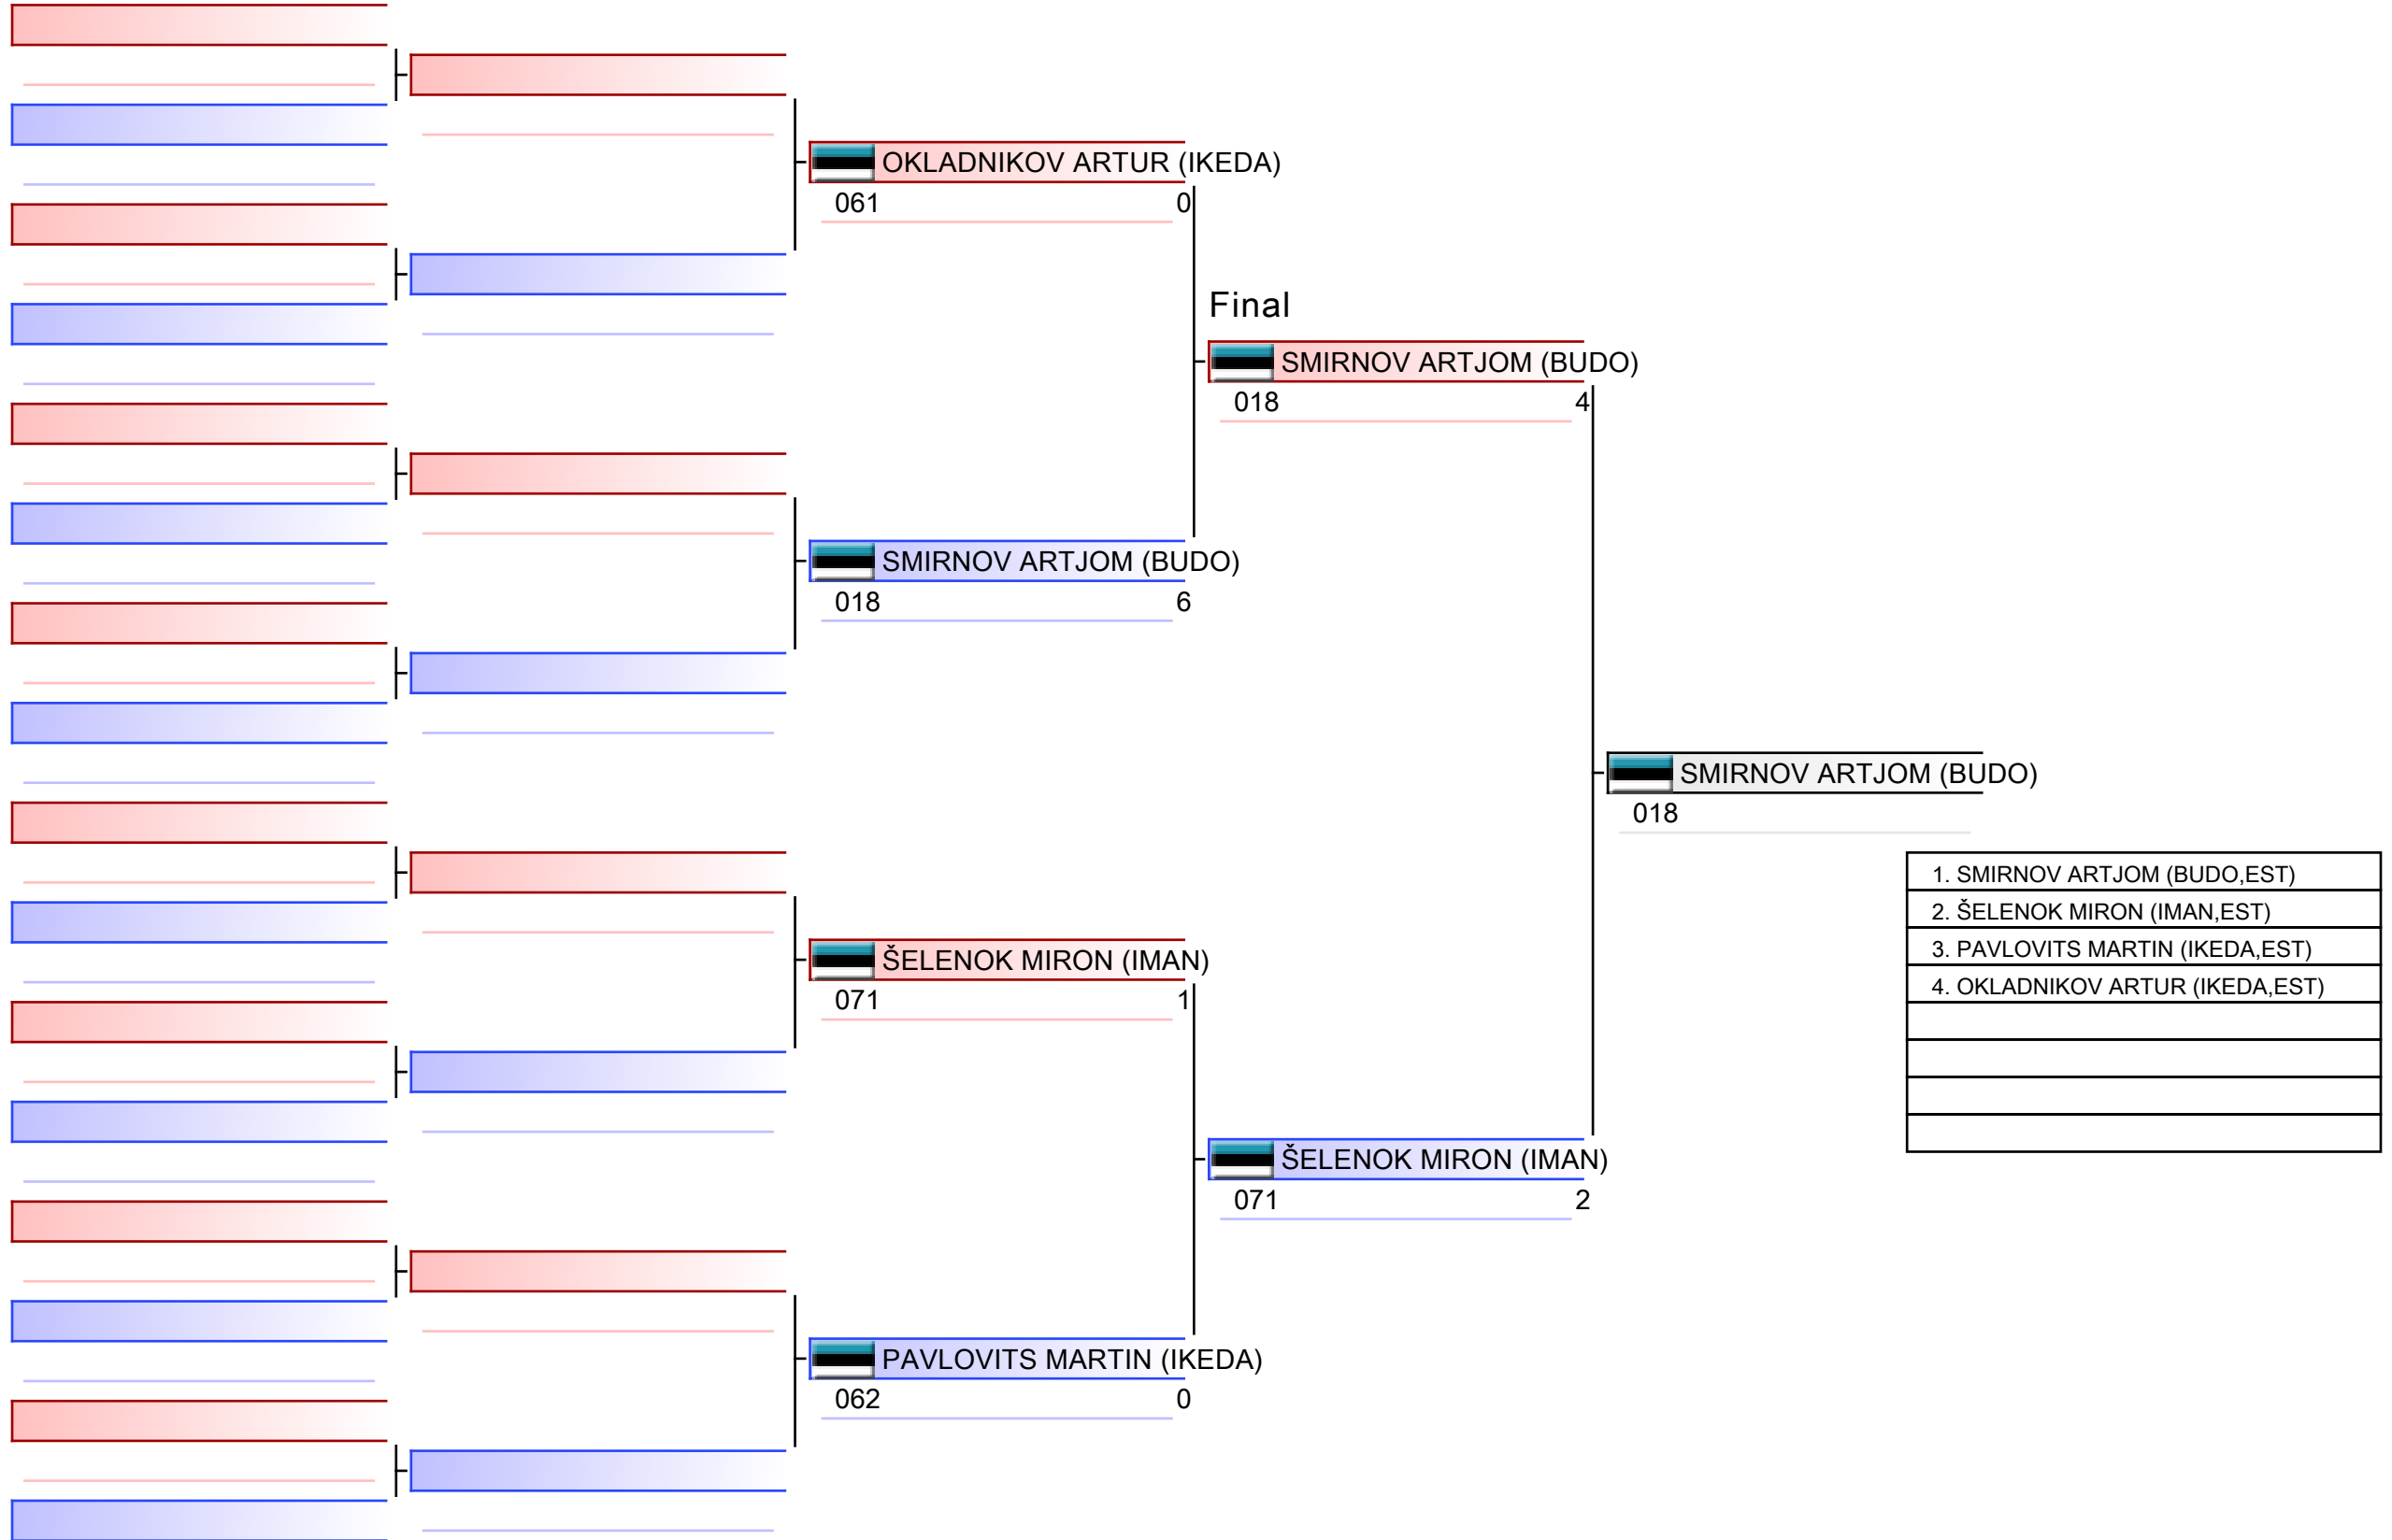 OKLADNIKOV ARTUR (IKEDA)
061 0
Final
SMIRNOV ARTJOM (BUDO)
018 4
SMIRNOV ARTJOM (BUDO)
018 6
SMIRNOV ARTJOM (BUDO)
018
1. SMIRNOV ARTJOM (BUDO,EST)
2. ŠELENOK MIRON (IMAN,EST)
3. PAVLOVITS MARTIN (IKEDA,EST)
4. OKLADNIKOV ARTUR (IKEDA,EST)
ŠELENOK MIRON (IMAN)
071 1
ŠELENOK MIRON (IMAN)
071 2
PAVLOVITS MARTIN (IKEDA)
062 0